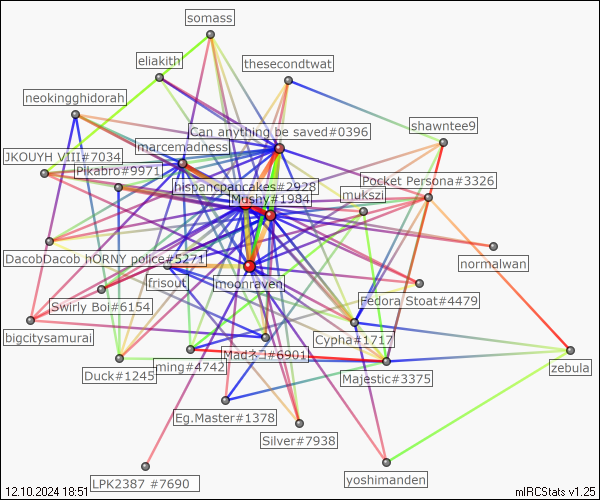 somass
eliakith
thesecondtwat
neokingghidorah
shawntee9
Can anything be saved#0396
marcemadness
JKOUYH VIII#7034
Pikabro#9971
Pocket Persona#3326
hispanicpancakes#2928
mukszi
Mushy#1984
DacobDacob hORNY police#5271
normalwan
frisout
moonraven
Fedora Stoat#4479
Swirly Boi#6154
bigcitysamurai
Cypha#1717
Madネコ#6901
zebula
ming#4742
Duck#1245
Majestic#3375
Eg.Master#1378
Silver#7938
yoshimanden
LPK2387 #7690
12.10.2024 18:51
mIRCStats v1.25